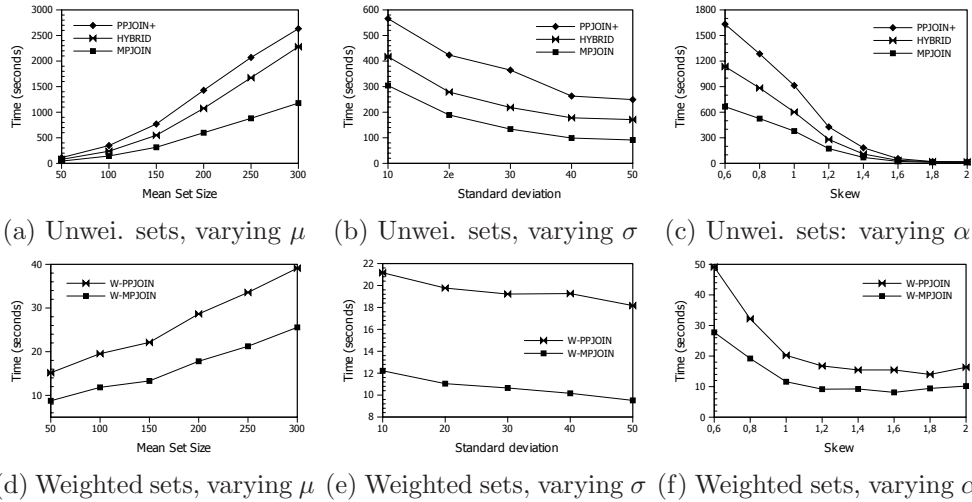 3000
2500
2000
1500
1000
500
0
Time (seconds)
PPJOIN+
HYBRID
MPJOIN
50 100 150 200 250 300
Mean Set Size
600
500
400
300
200
100
0
Time (seconds)
PPJOIN+
HYBRID
MPJOIN
10 2e 30 40 50
Standard deviation
1800
1500
1200
900
600
300
0
Time (seconds)
PPJOIN+
HYBRID
MPJOIN
0,6 0,8 1 1,2 1,4 1,6 1,8 2
Skew
(a) Unwei. sets, varying μ (b) Unwei. sets, varying σ (c) Unwei. sets: varying α
40
30
20
10
Time (seconds)
W-PPJOIN
W-MPJOIN
50 100 150 200 250 300
Mean Set Size
22
20
18
16
14
12
10
8
Time (seconds)
W-PPJOIN
W-MPJOIN
10 20 30 40 50
Standard deviation
50
40
30
20
10
0
Time (seconds)
W-PPJOIN
W-MPJOIN
0,6 0,8 1 1,2 1,4 1,6 1,8 2
Skew
d) Weighted sets, varying μ (e) Weighted sets, varying σ (f) Weighted sets, varying